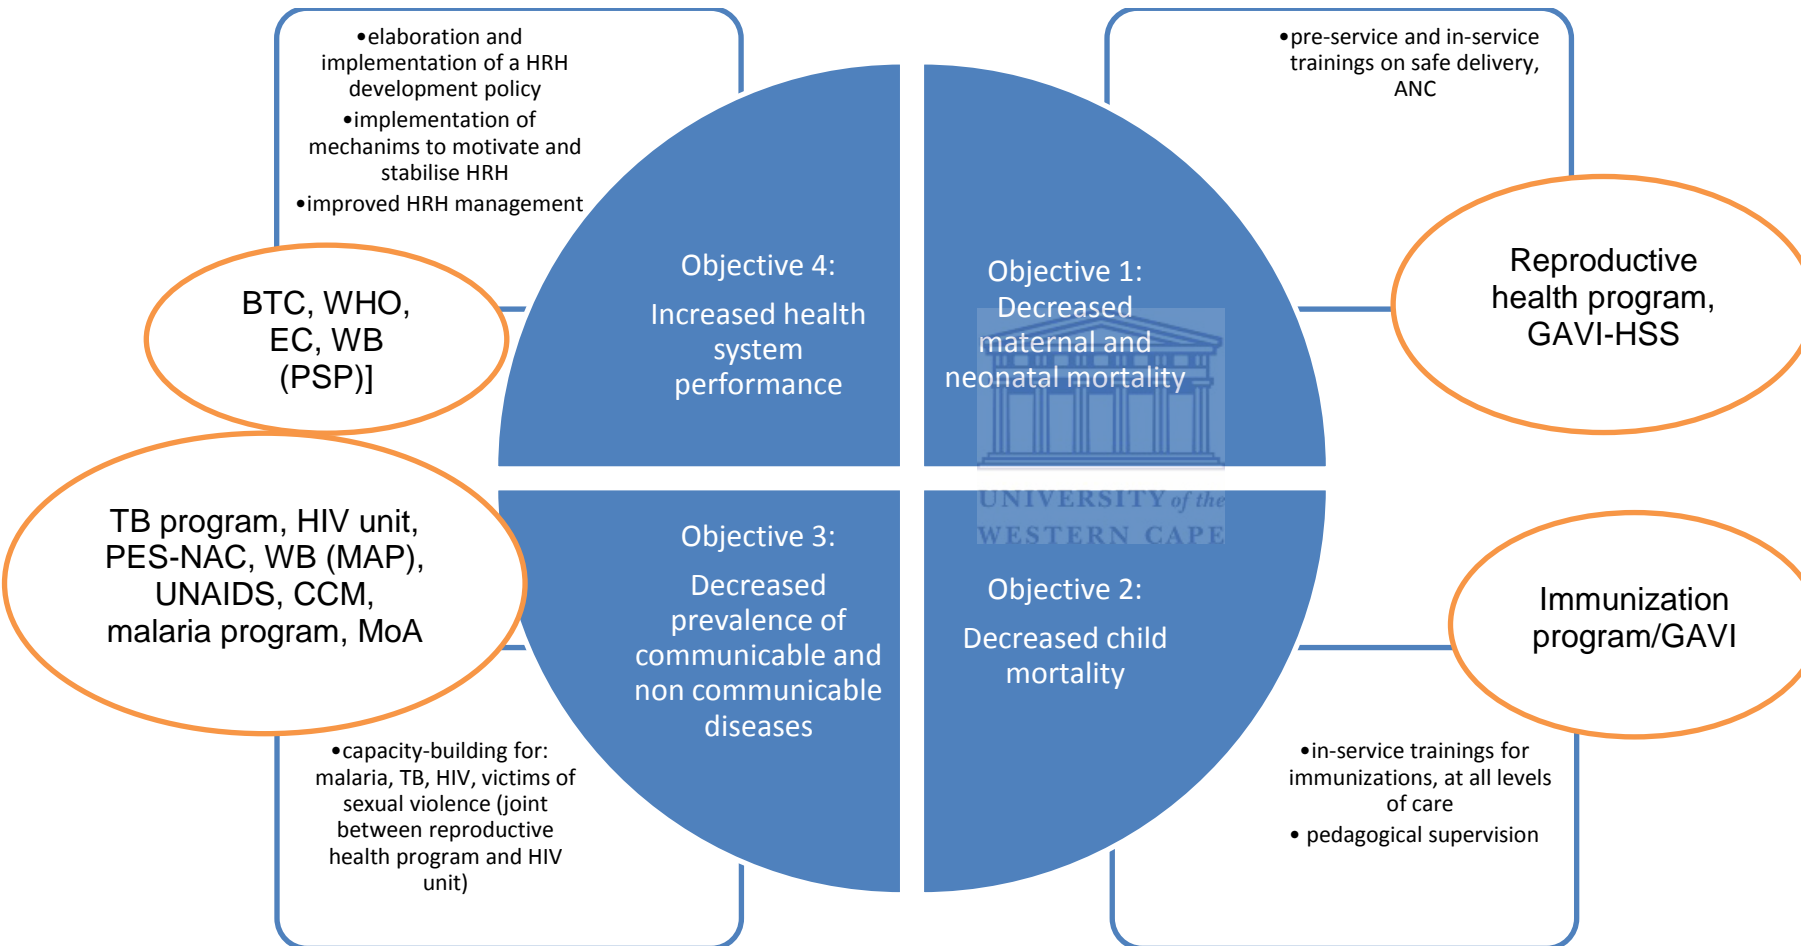 •elaboration and
implementation of a HRH
development policy
•implementation of
mechanims to motivate and
stabilise HRH
•improved HRH management
BTC, WHO,
EC, WB
(PSP)]
Objective 4:
Increased health
system
performance
•pre-service and in-service
trainings on safe delivery,
ANC
Reproductive
health program,
GAVI-HSS
Objective 1:
Decreased
maternal and
neonatal mortality
UNIVERSITY of the
WESTERN CAPE
TB program, HIV unit,
PES-NAC, WB (MAP),
UNAIDS, CCM,
malaria program, MoA
Objective 3:
Decreased
prevalence of
communicable and
non communicable
diseases
•capacity-building for:
malaria, TB, HIV, victims of
sexual violence (joint
between reproductive
health program and HIV
unit)
Objective 2:
Decreased child
mortality
Immunization
program/GAVI
•in-service trainings for
immunizations, at all levels
of care
• pedagogical supervision